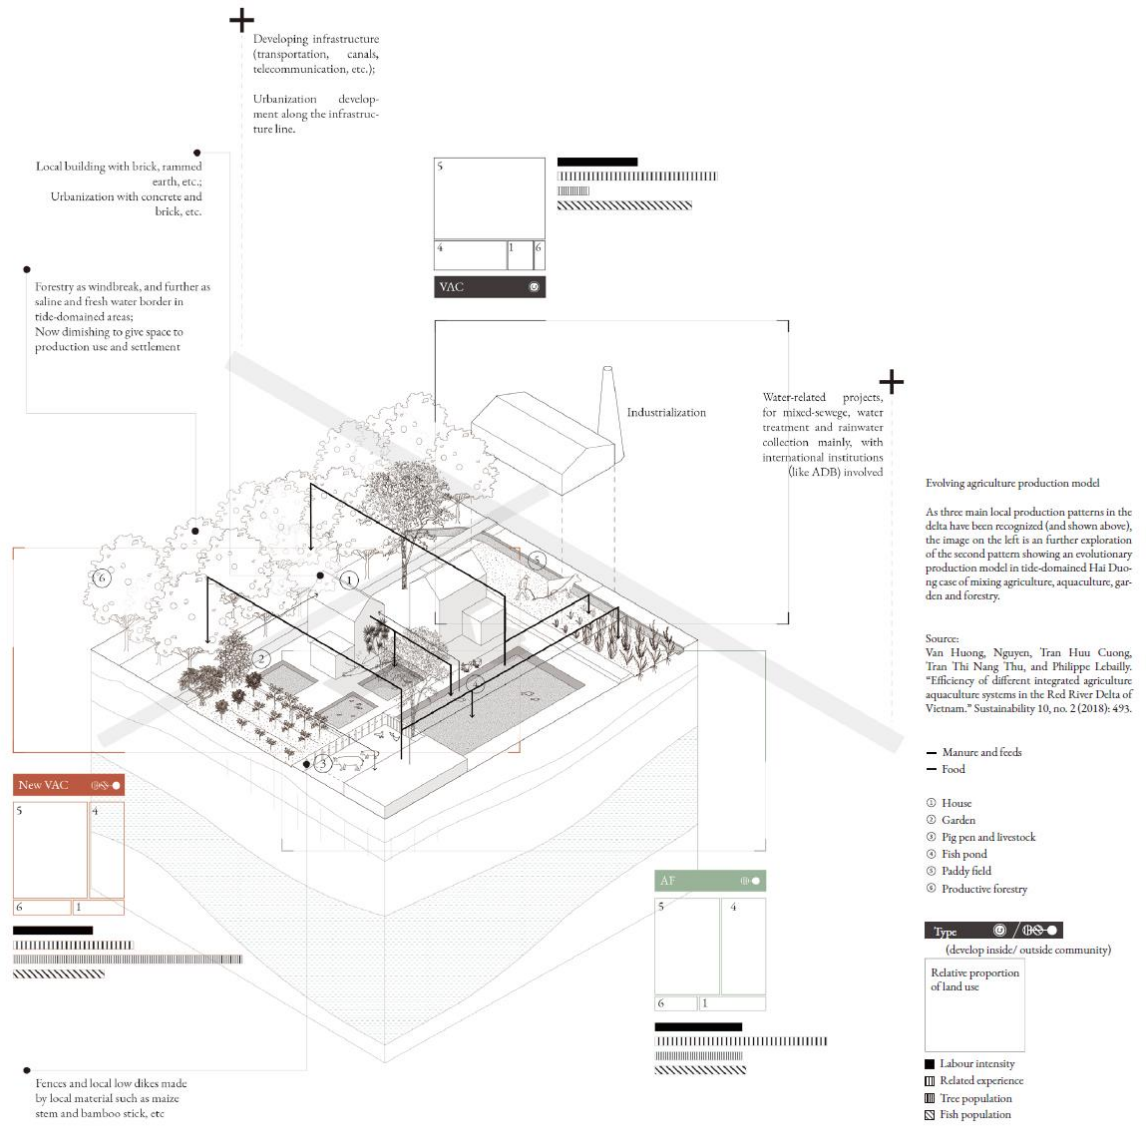 Developing infrastructure
(transportation, canals,
telecommunication, etc.);
Urbanization develop-
ment along the infrastruc-
ture line.
Local building with brick, rammed
earth, etc.;
Urbanization with concrete and
brick, etc.
Forestry as windbreak, and further as
saline and fresh water border in
tide-domained areas;
Now dimishing to give space to
production use and settlement
5
4 1 6
VAC
Industrialization
Water-related projects,
for mixed-sewege, water
treatment and rainwater
collection mainly, with
international institutions
(like ADB) involved
6
1
5
2
4
3
New VAC
5 4
6 1
AF
5 4
6 1
Fences and local low dikes made
by local material such as maize
stem and bamboo stick, etc
Evolving agriculture production model
As three main local production patterns in the
delta have been recognized (and shown above),
the image on the left is an further exploration
of the second pattern showing an evolutionary
production model in tide-domained Hai Duo-
ng case of mixing agriculture, aquaculture, gar-
den and forestry.
Source:
Van Huong, Nguyen, Tran Huu Cuong,
Tran Thi Nang Thu, and Philippe Lebailly.
“Efficiency of different integrated agriculture
aquaculture systems in the Red River Delta of
Vietnam.” Sustainability 10, no. 2 (2018): 493.
Manure and feeds
Food
① House
② Garden
③ Pig pen and livestock
④ Fish pond
⑤ Paddy field
⑥ Productive forestry
Type /
(develop inside/ outside community)
Relative proportion
of land use
Labour intensity
Related experience
Tree population
Fish population